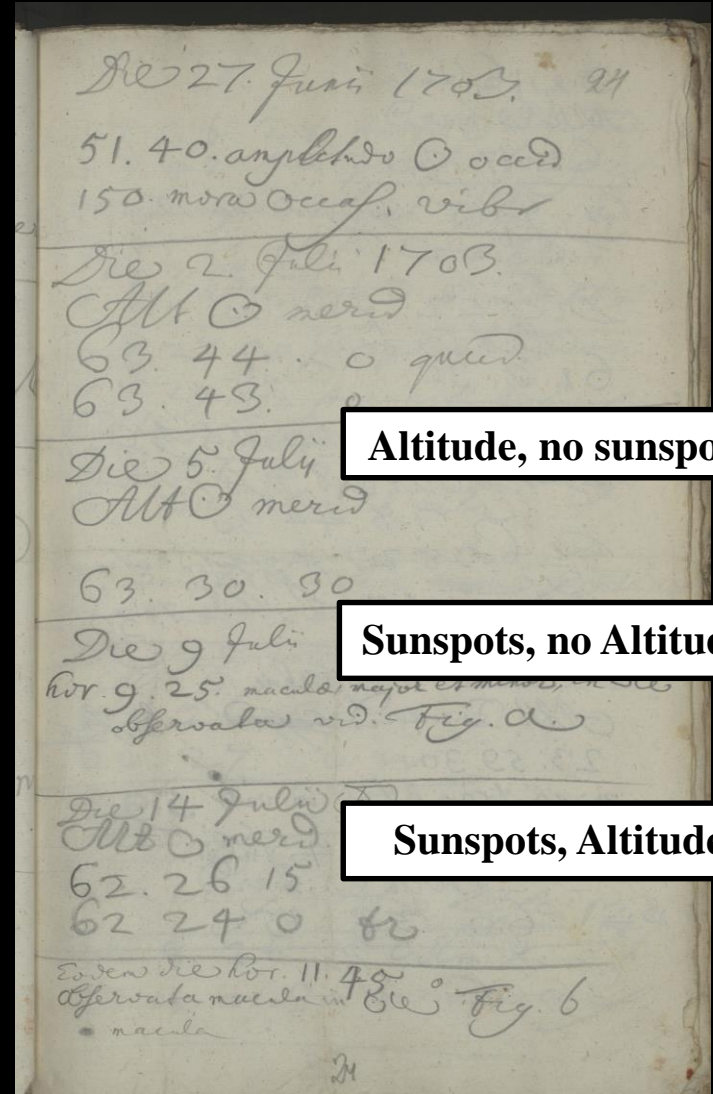 Die 27. Junii 1703. 24
51. 40. amplitudo ☉ occid
150. mora occas. vibr
Die 2. Julii 1703.
Alt ☉ merid
63. 44. . 0
63. 43. 0
Altitude, no sunspo
Die 5. Julii
Alt ☉ merid
63. 30. 30
Die 9 Julii
Sunspots, no Altitud
hor. 9. 25. maculæ major et minor, in
observata vid. Fig. a.
Die 14 Julii
Alt ☉ merid.
Sunspots, Altitude
62. 26 15
62 24 0
Eodem die hor. 11. 45
observata macula in Fig. 6
macula
24